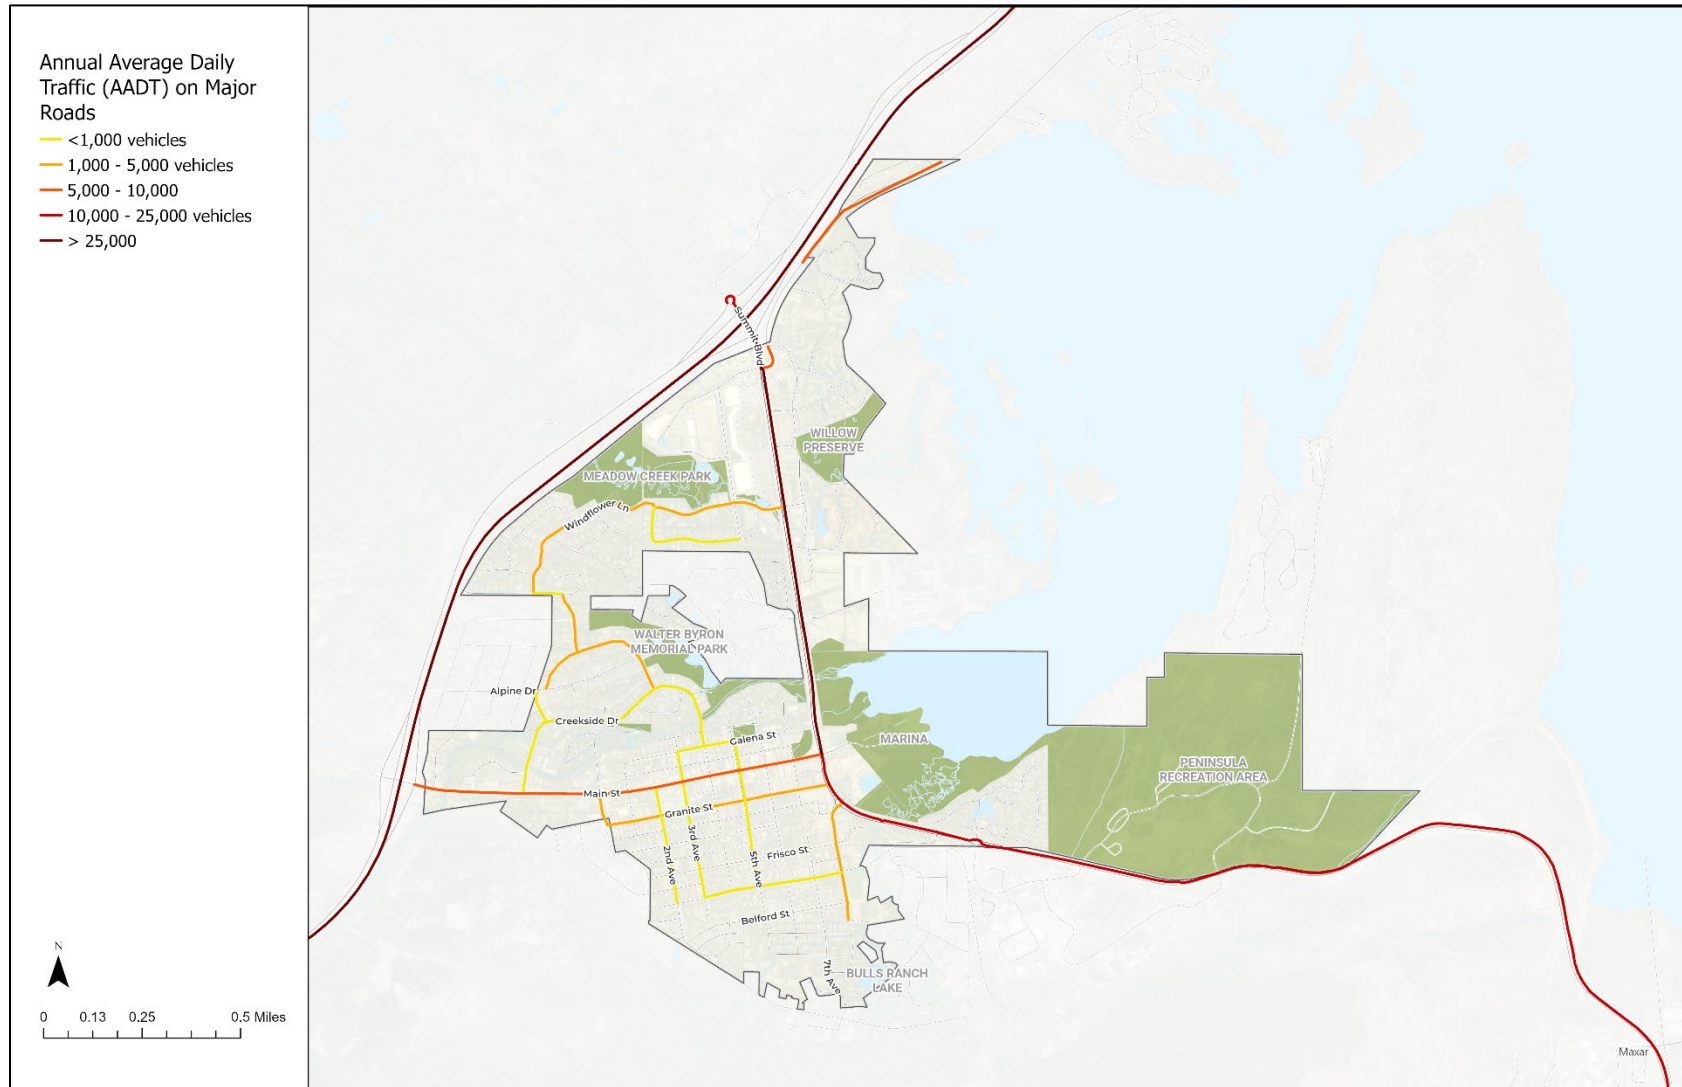 Annual Average Daily
Traffic (AADT) on Major
Roads
<1,000 vehicles
1,000 - 5,000 vehicles
5,000 - 10,000
10,000 - 25,000 vehicles
> 25,000
Summit Blvd
WILLOW
PRESERVE
MEADOW CREEK PARK
Windflower Ln
WALTER BYRON
MEMORIAL PARK
Alpine Dr
Creekside Dr
Galena St
MARINA
PENINSULA
RECREATION AREA
Main St
Granite St
3rd Ave
2nd Ave
5th Ave
Frisco St
Belford St
7th Ave
BULLS RANCH
LAKE
N
0 0.13 0.25 0.5 Miles
Maxar